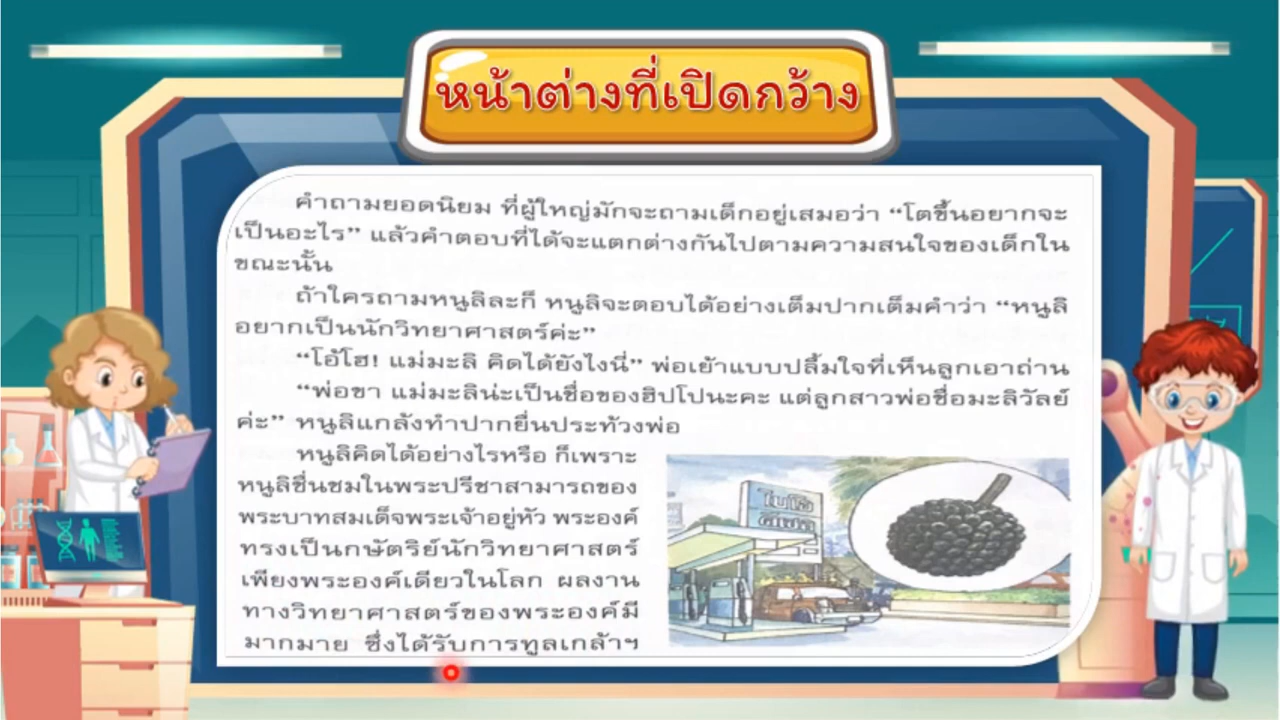 หน้าต่างที่เปิดกว้าง
คำถามยอดนิยม ที่ผู้ใหญ่มักจะถามเด็กอยู่เสมอว่า “โตขึ้นอยากจะ
เป็นอะไร” แล้วคำตอบที่ได้จะแตกต่างกันไปตามความสนใจของเด็กใน
ขณะนั้น
ถ้าใครถามหนูลิละก็ หนูลิจะตอบได้อย่างเต็มปากเต็มคำว่า “หนูลิ
อยากเป็นนักวิทยาศาสตร์ค่ะ”
“โอ้โฮ! แม่มะลิ คิดได้ยังไงนี่” พ่อเย้าแบบปลื้มใจที่เห็นลูกเอาถ่าน
“พ่อขา แม่มะลิน่ะเป็นชื่อของฮิปโปนะคะ แต่ลูกสาวพ่อชื่อมะลิวัลย์
ค่ะ” หนูลิแกล้งทำปากยื่นประท้วงพ่อ
หนูลิคิดได้อย่างไรหรือ ก็เพราะ
หนูลิชื่นชมในพระปรีชาสามารถของ
พระบาทสมเด็จพระเจ้าอยู่หัว พระองค์
ทรงเป็นกษัตริย์นักวิทยาศาสตร์
เพียงพระองค์เดียวในโลก ผลงาน
ทางวิทยาศาสตร์ของพระองค์มี
มากมาย ซึ่งได้รับการทูลเกล้าฯ
ไบโอ
ดีเซล